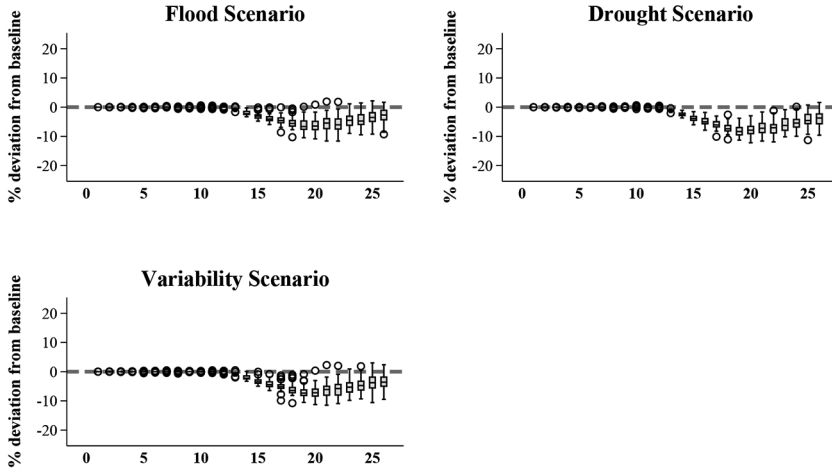 Flood Scenario
% deviation from baseline
20
10
0
-10
-20
0 5 10 15 20 25
Drought Scenario
% deviation from baseline
20
10
0
-10
-20
0 5 10 15 20 25
Variability Scenario
% deviation from baseline
20
10
0
-10
-20
0 5 10 15 20 25